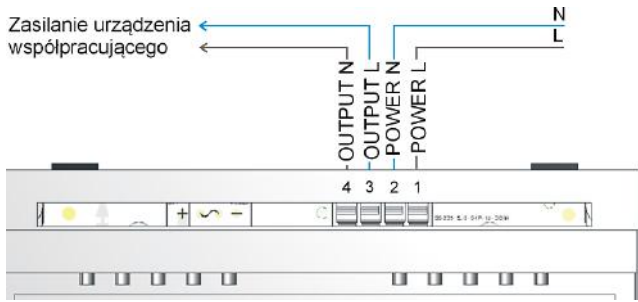 Zasilanie urządzenia
współpracującego
N
L
OUTPUT N
OUTPUT L
POWER N
POWER L
4 3 2 1
+ –